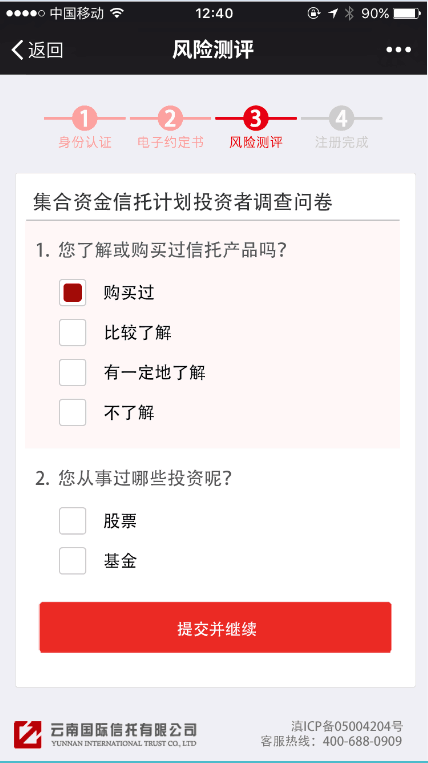 中国移动 12:40 90%
返回 风险测评
1 2 3 4
身份认证 电子约定书 风险测评 注册完成
集合资金信托计划投资者调查问卷
1. 您了解或购买过信托产品吗?
购买过
比较了解
有一定地了解
不了解
2. 您从事过哪些投资呢?
股票
基金
提交并继续
云南国际信托有限公司
YUNNAN INTERNATIONAL TRUST CO., LTD
滇ICP备05004204号
客服热线：400-688-0909